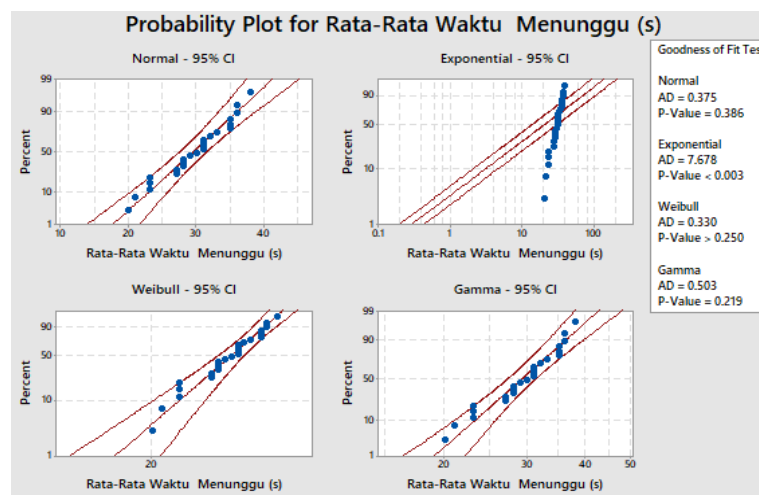 Probability Plot for Rata-Rata Waktu Menunggu (s)
Normal - 95% CI
99
90
50
10
1
Percent
10
20
30
40
Rata-Rata Waktu Menunggu (s)
Exponential - 95% CI
90
50
10
1
Percent
0.1
1
10
100
Rata-Rata Waktu Menunggu (s)
Weibull - 95% CI
90
50
10
1
Percent
20
Rata-Rata Waktu Menunggu (s)
Gamma - 95% CI
99
90
50
10
1
Percent
20
30
40
50
Rata-Rata Waktu Menunggu (s)
Goodness of Fit Tes
Normal
AD = 0.375
P-Value = 0.386
Exponential
AD = 7.678
P-Value < 0.003
Weibull
AD = 0.330
P-Value > 0.250
Gamma
AD = 0.503
P-Value = 0.219